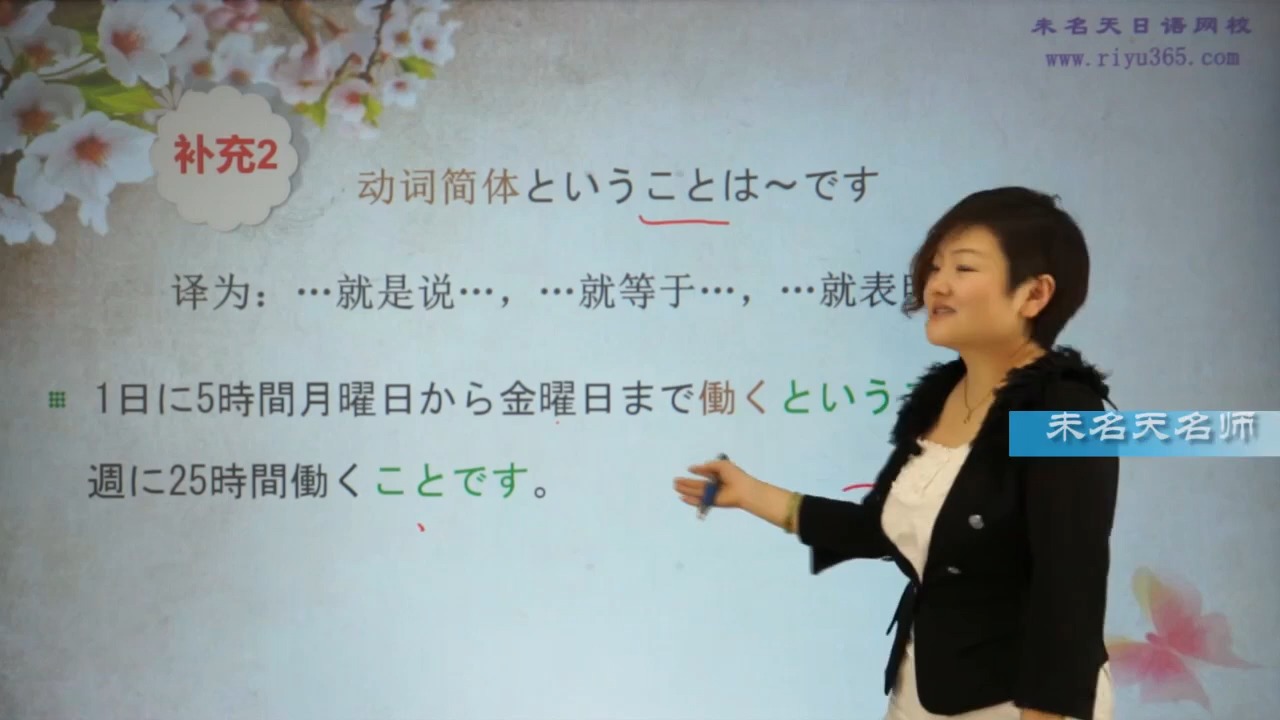 未名天日语网校
www.riyu365.com
补充2
动词简体ということは～です
译为：…就是说…，…就等于…，…就表
1日に5時間月曜日から金曜日まで働くという
未名天名师
週に25時間働くことです。